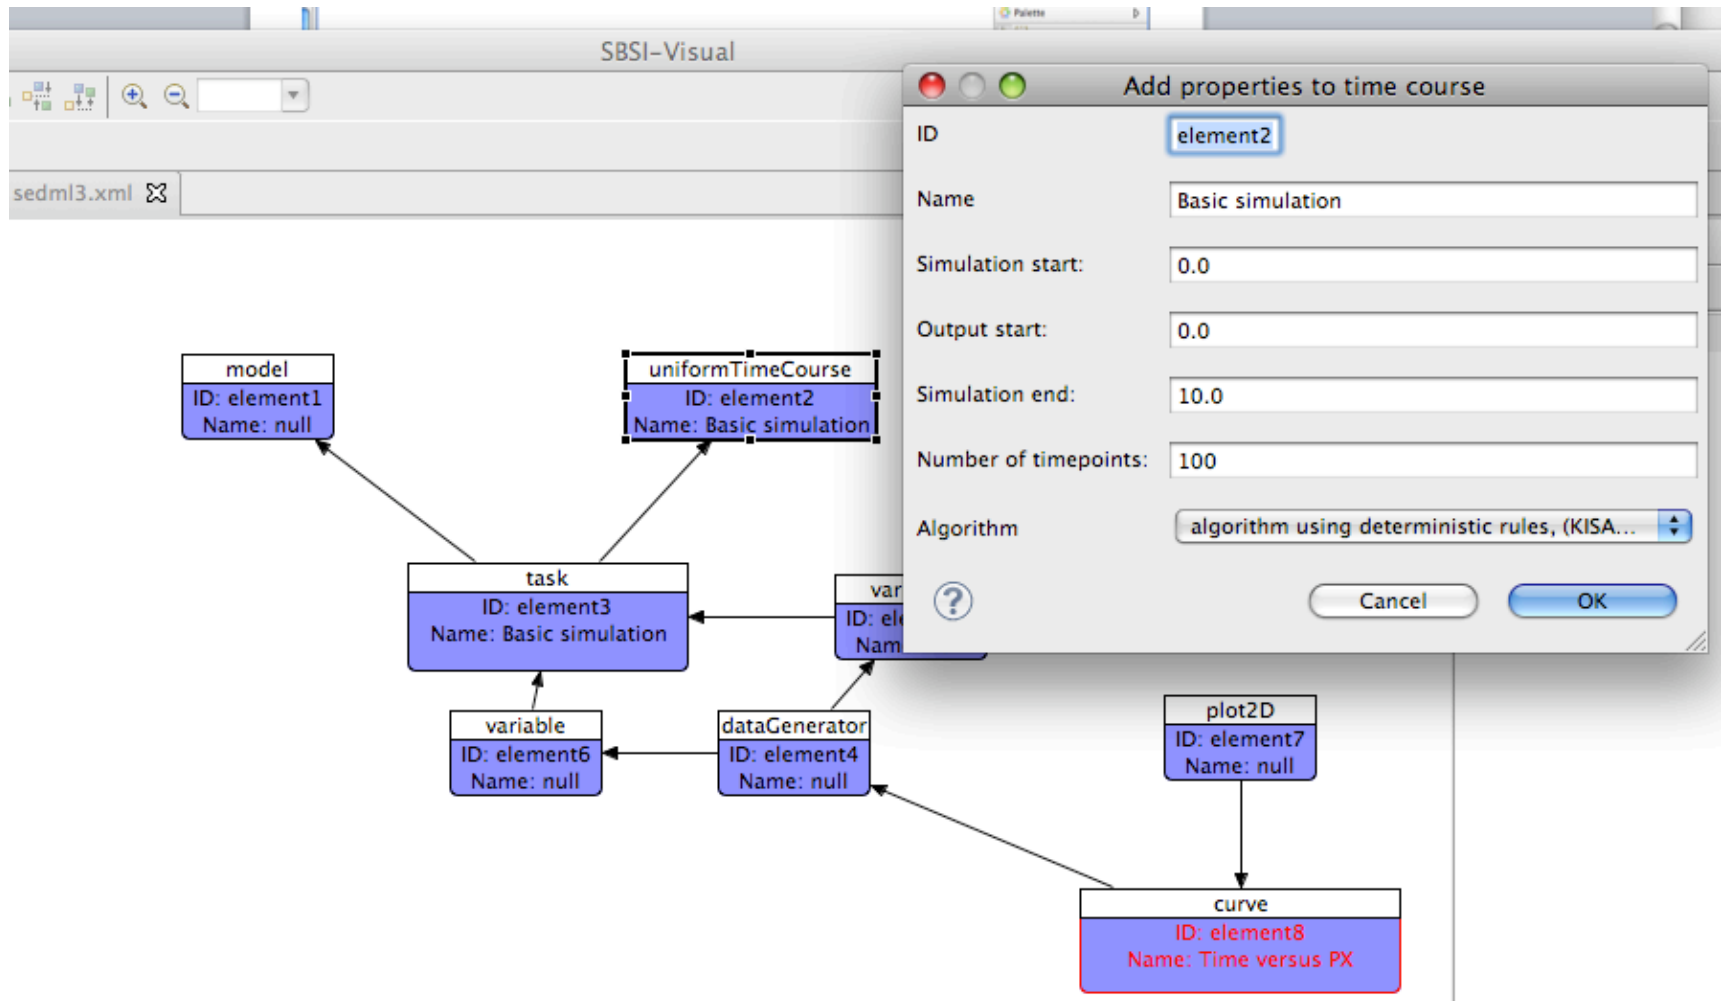 Palette
SBSI-Visual
Add properties to time course
ID
element2
sedml3.xml
Name
Basic simulation
Simulation start:
0.0
Output start:
0.0
Simulation end:
10.0
Number of timepoints:
100
Algorithm
algorithm using deterministic rules, (KISA...
?
Cancel
OK
model
ID: element1
Name: null
uniformTimeCourse
ID: element2
Name: Basic simulation
task
ID: element3
Name: Basic simulation
var
ID: ele
Nam
variable
ID: element6
Name: null
dataGenerator
ID: element4
Name: null
plot2D
ID: element7
Name: null
curve
ID: element8
Name: Time versus PX